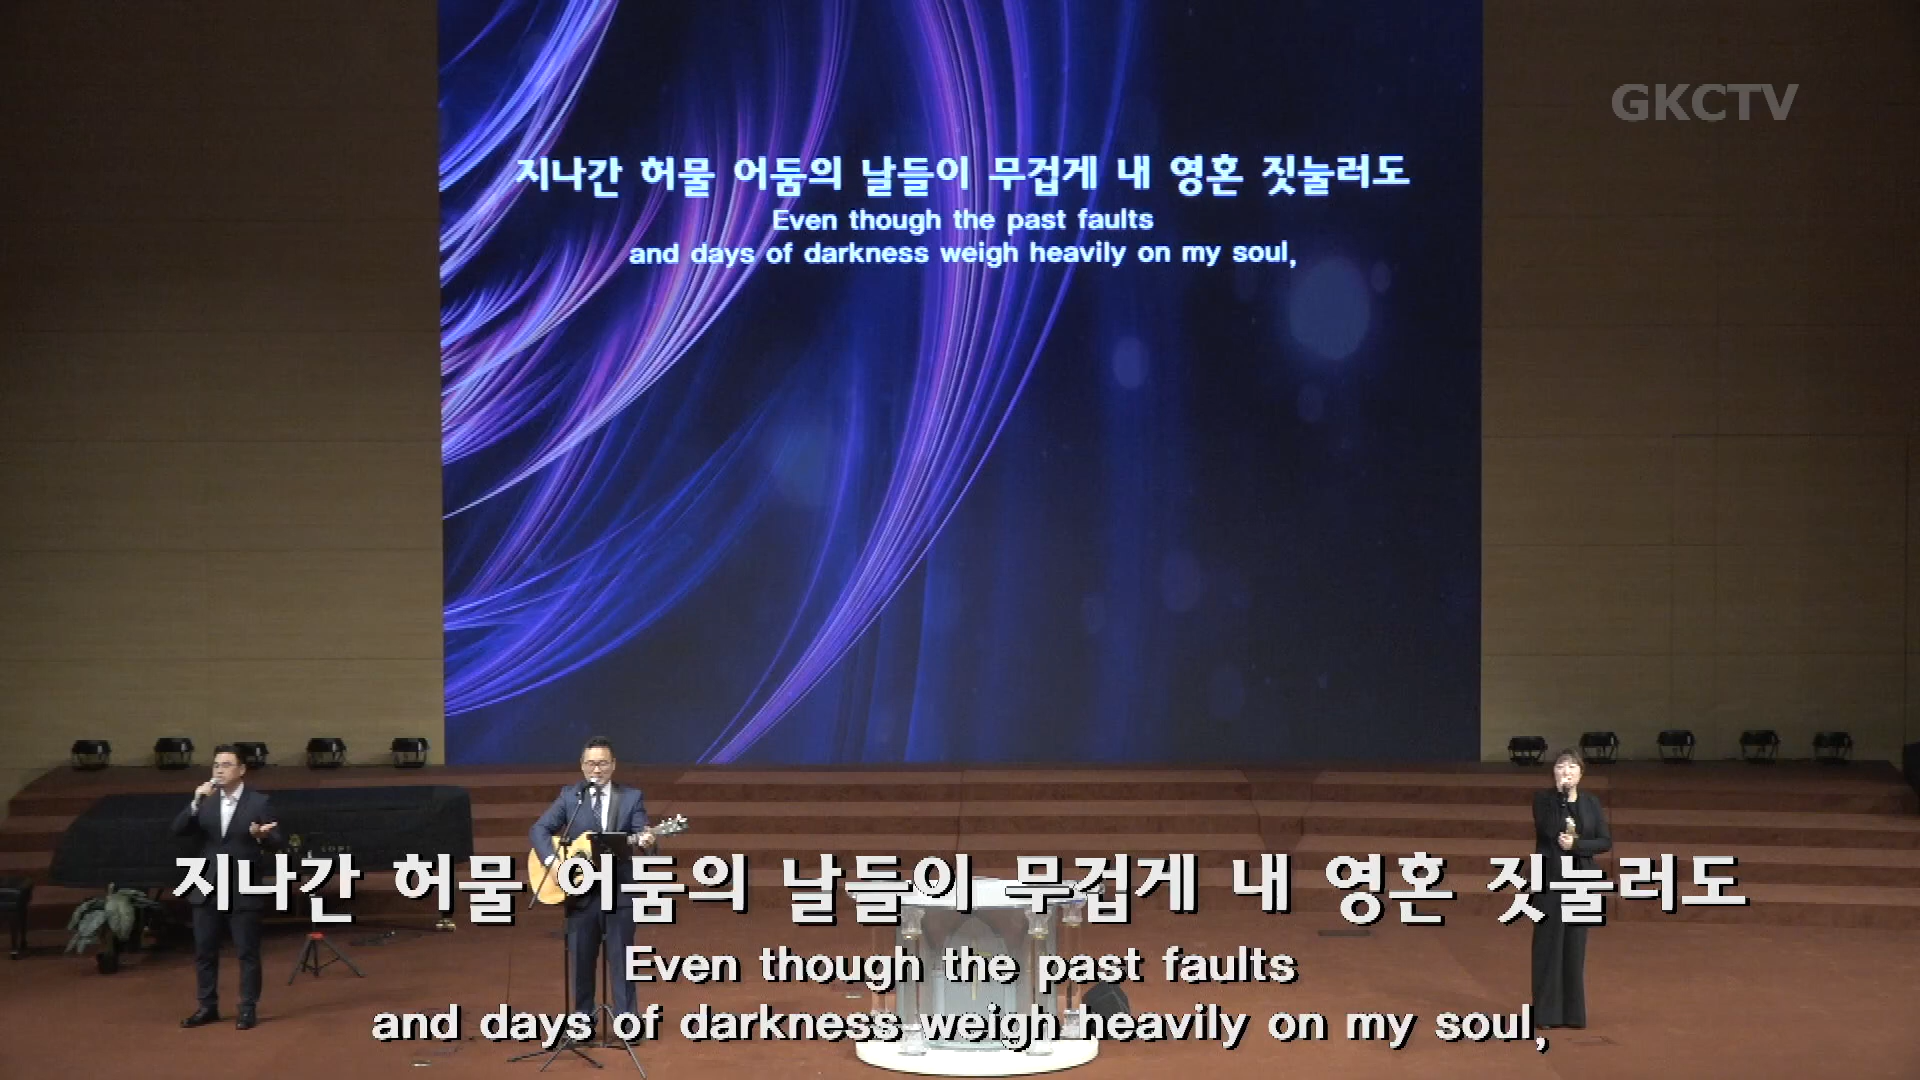 GKCTV
지나간 허물 어둠의 날들이 무겁게 내 영혼 짓눌러도
Even though the past faults
and days of darkness weigh heavily on my soul,
지나간 허물 어둠의 날들이 무겁게 내 영혼 짓눌러도
Even though the past faults
and days of darkness weigh heavily on my soul,